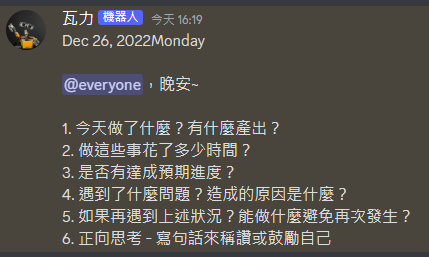 瓦力 機器人 今天 16:19
Dec 26, 2022Monday
@everyone，晚安~
1. 今天做了什麼？有什麼產出？
2. 做這些事花了多少時間？
3. 是否有達成預期進度？
4. 遇到了什麼問題？造成的原因是什麼？
5. 如果再遇到上述狀況？能做什麼避免再次發生？
6. 正向思考 - 寫句話來稱讚或鼓勵自己